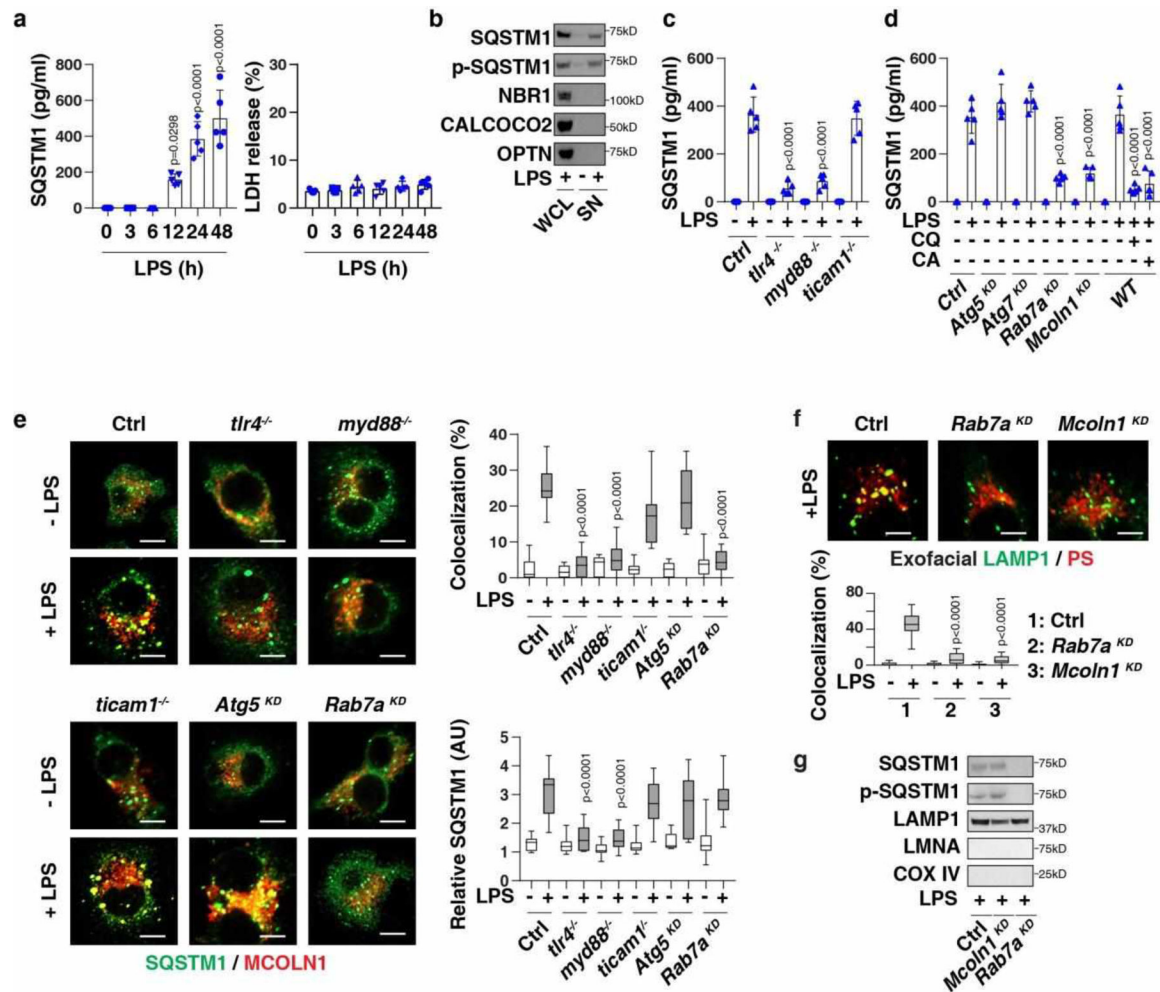 a
SQSTM1 (pg/ml)
800
600
400
200
0
p=0.0298
p<0.0001
p<0.0001
0 3 6 12 24 48
LPS (h)
LDH release (%)
30
20
10
0
0 3 6 12 24 48
LPS (h)
b
SQSTM1
75kD
p-SQSTM1
75kD
NBR1
100kD
CALCOCO2
50kD
OPTN
75kD
LPS + - +
WCL
SN
c
SQSTM1 (pg/ml)
600
400
200
0
p<0.0001
p<0.0001
LPS - + - + - + - +
Ctrl
tlr4 -/-
myd88 -/-
ticam1 -/-
d
SQSTM1 (pg/ml)
600
400
200
0
p<0.0001
p<0.0001
p<0.0001
p<0.0001
LPS - + - + - + - + - + - + + +
CQ - - + -
CA - - - +
Ctrl
Atg5 KD
Atg7 KD
Rab7a KD
Mcoln1 KD
WT
e
Ctrl tlr4-/- myd88-/-
- LPS
+ LPS
ticam1-/- Atg5 KD Rab7a KD
- LPS
+ LPS
SQSTM1 / MCOLN1
Colocalization (%)
40
30
20
10
0
p<0.0001
p<0.0001
p<0.0001
LPS - + - + - + - + - + - +
Ctrl
tlr4-/-
myd88-/-
ticam1/-
Atg5 KD
Rab7a KD
Relative SQSTM1 (AU)
5
4
3
2
1
0
p<0.0001
p<0.0001
LPS - + - + - + - + - + - +
Ctrl
tlr4-/-
myd88-/-
ticam1/-
Atg5 KD
Rab7a KD
f
Ctrl Rab7a KD Mcoln1 KD
+LPS
Exofacial LAMP1 / PS
Colocalization (%)
80
40
0
p<0.0001
p<0.0001
LPS - + - + - +
1 2 3
1: Ctrl
2: Rab7a KD
3: Mcoln1 KD
g
SQSTM1
75kD
p-SQSTM1
75kD
LAMP1
37kD
LMNA
75kD
COX IV
25kD
LPS + + +
Ctrl
Mcoln1 KD
Rab7a KD